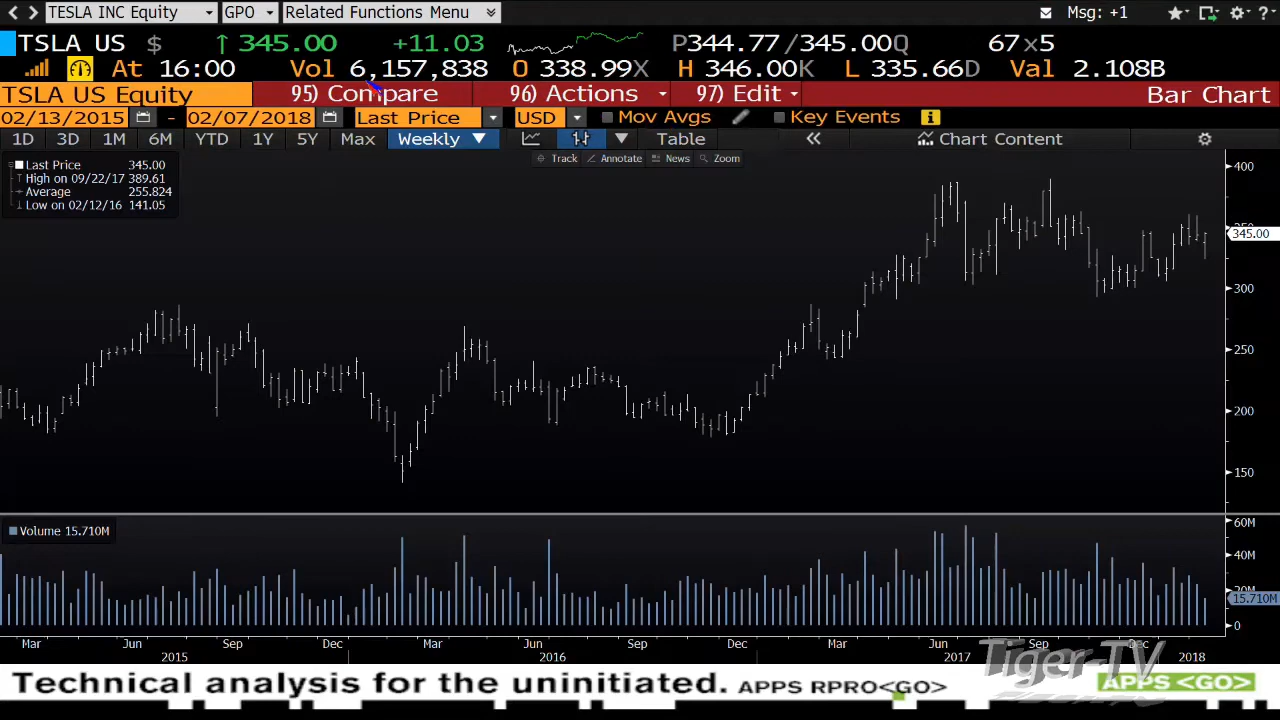 TESLA INC Equity GPO Related Functions Menu Msg: +1 ?
TSLA US $ ↑ 345.00 +11.03 P344.77 /345.00Q 67x5
At 16:00 Vol 6,157,838 O 338.99X H 346.00K L 335.66D Val 2.108B
TSLA US Equity 95) Compare 96) Actions 97) Edit Bar Chart
02/13/2015 - 02/07/2018 Last Price USD Mov Avgs Key Events i
1D 3D 1M 6M YTD 1Y 5Y Max Weekly ▼ Table « Chart Content
Track Annotate News Zoom
Last Price 345.00
High on 09/22/17 389.61
Average 255.824
Low on 02/12/16 141.05
400
345.00
300
250
200
150
Volume 15.710M
60M
40M
20M
15.710M
0
Mar Jun Sep Dec Mar Jun Sep Dec Mar Jun Sep Dec
2015 2016 2017 2018
Tiger-TV
Technical analysis for the uninitiated. APPS RPRO<GO> APPS <GO>